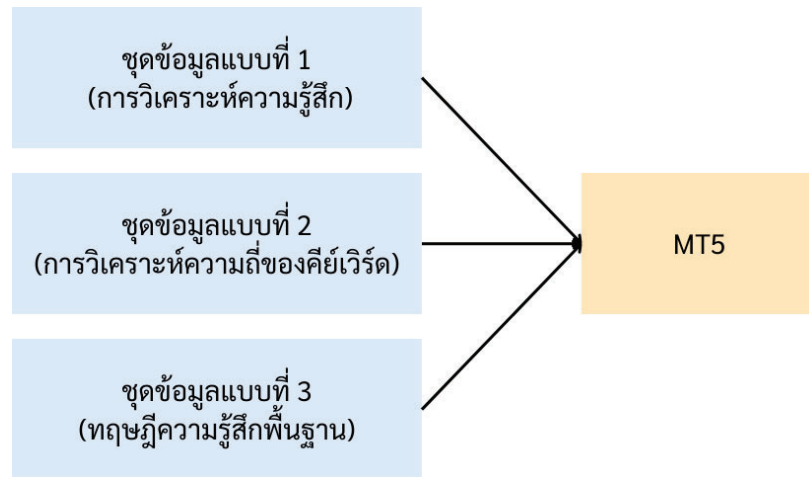 ชุดข้อมูลแบบที่ 1
(การวิเคราะห์ความรู้สึก)
ชุดข้อมูลแบบที่ 2
(การวิเคราะห์ความถี่ของคีย์เวิร์ด)
MT5
ชุดข้อมูลแบบที่ 3
(ทฤษฎีความรู้สึกพื้นฐาน)